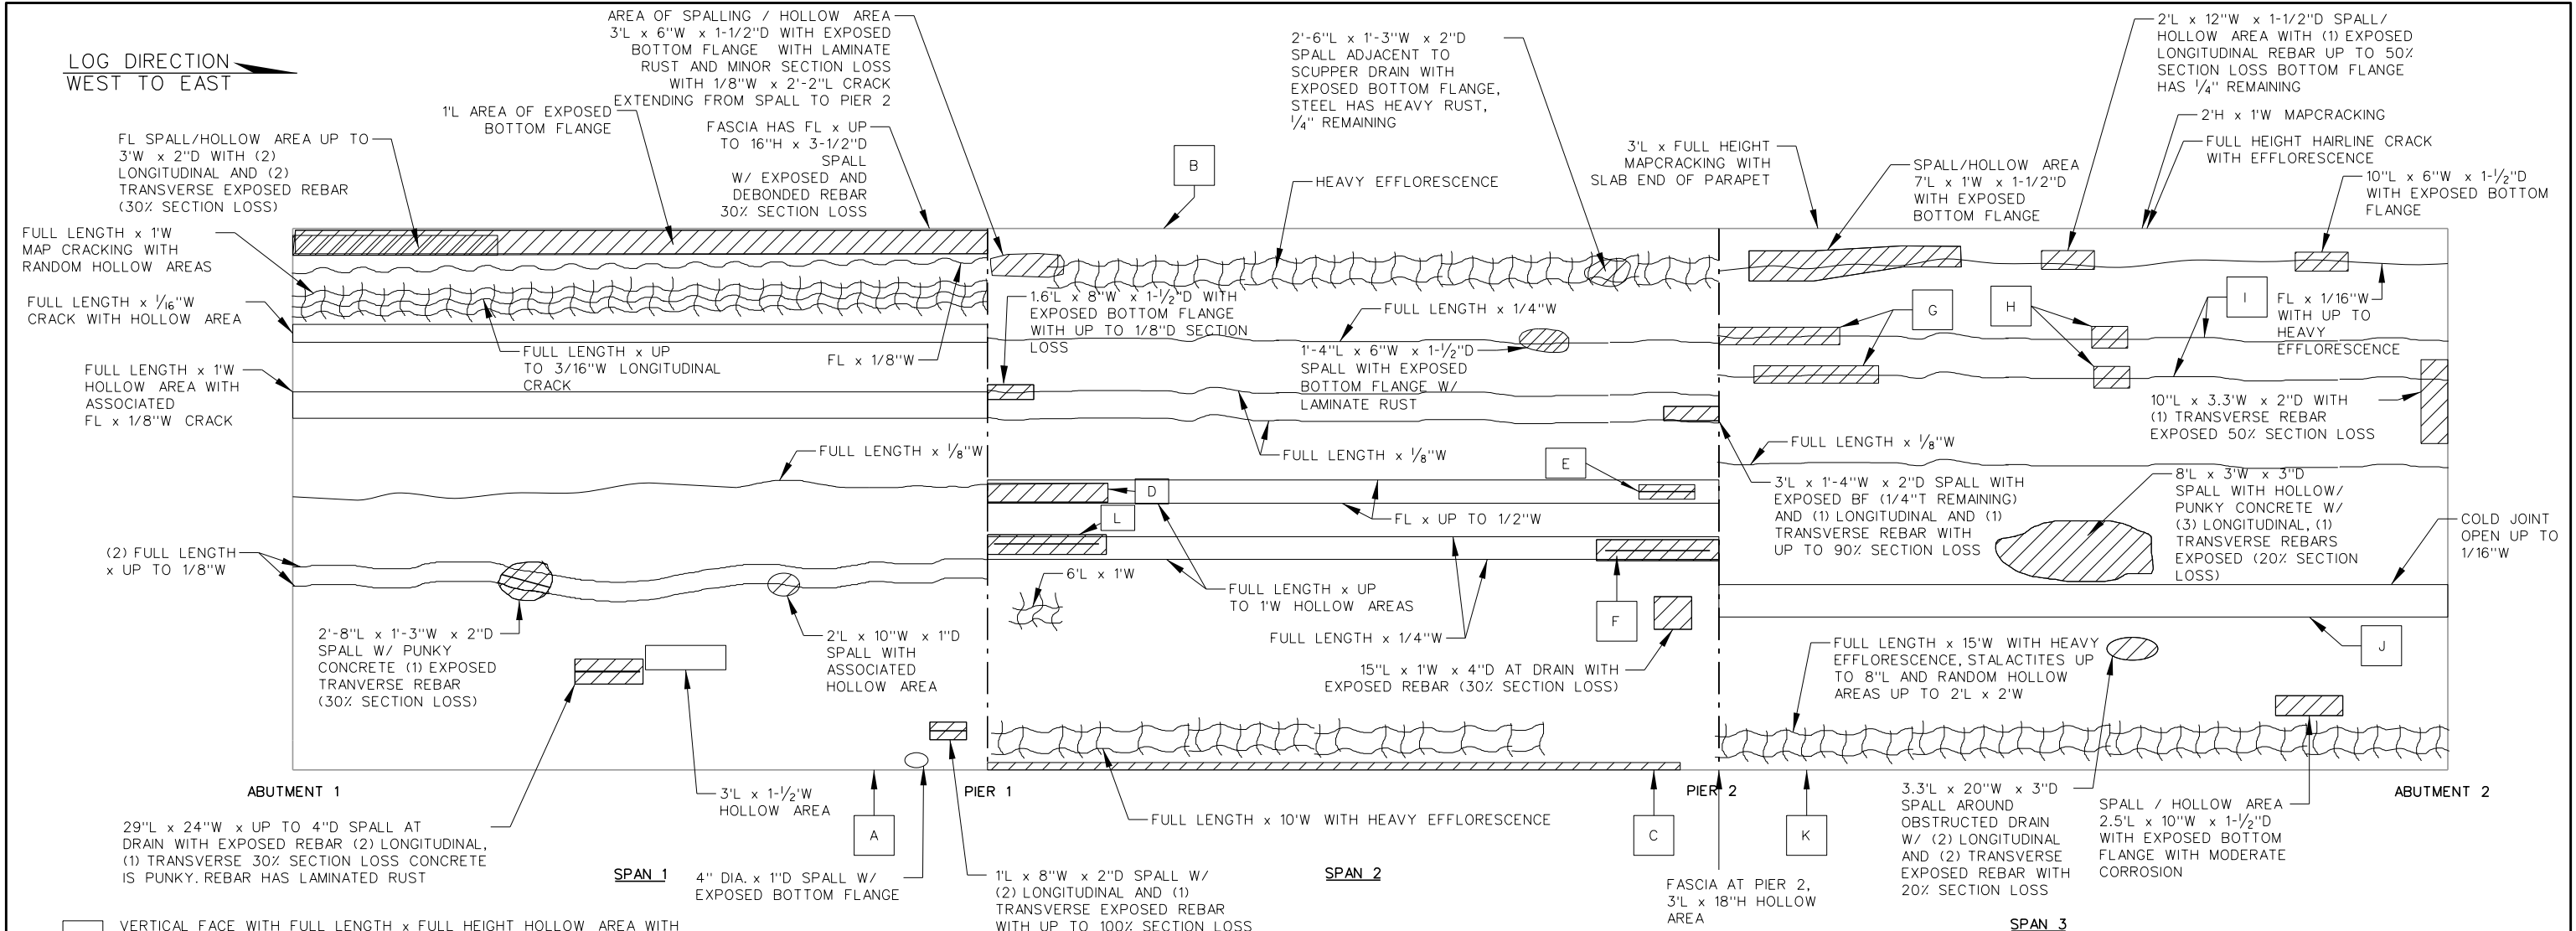 LOG DIRECTION
WEST TO EAST
AREA OF SPALLING / HOLLOW AREA
3'L x 6"W x 1-1/2"D WITH EXPOSED
BOTTOM FLANGE WITH LAMINATE
RUST AND MINOR SECTION LOSS
WITH 1/8"W x 2'-2"L CRACK
EXTENDING FROM SPALL TO PIER 2
1'L AREA OF EXPOSED
BOTTOM FLANGE
FL SPALL/HOLLOW AREA UP TO
3'W x 2"D WITH (2)
LONGITUDINAL AND (2)
TRANSVERSE EXPOSED REBAR
(30% SECTION LOSS)
FASCIA HAS FL x UP
TO 16"H x 3-1/2"D
SPALL
W/ EXPOSED AND
DEBONDED REBAR
30% SECTION LOSS
B
HEAVY EFFLORESCENCE
2'-6"L x 1'-3"W x 2"D
SPALL ADJACENT TO
SCUPPER DRAIN WITH
EXPOSED BOTTOM FLANGE,
STEEL HAS HEAVY RUST,
1/4" REMAINING
3'L x FULL HEIGHT
MAPCRACKING WITH
SLAB END OF PARAPET
SPALL/HOLLOW AREA
7'L x 1'W x 1-1/2"D
WITH EXPOSED
BOTTOM FLANGE
2'L x 12"W x 1-1/2"D SPALL/
HOLLOW AREA WITH (1) EXPOSED
LONGITUDINAL REBAR UP TO 50%
SECTION LOSS BOTTOM FLANGE
HAS 1/4" REMAINING
2'H x 1'W MAPCRACKING
FULL HEIGHT HAIRLINE CRACK
WITH EFFLORESCENCE
10"L x 6"W x 1-1/2"D
WITH EXPOSED BOTTOM
FLANGE
FULL LENGTH x 1'W
MAP CRACKING WITH
RANDOM HOLLOW AREAS
FULL LENGTH x 1/16"W
CRACK WITH HOLLOW AREA
FULL LENGTH x 1'W
HOLLOW AREA WITH
ASSOCIATED
FL x 1/8"W CRACK
FULL LENGTH x UP
TO 3/16"W LONGITUDINAL
CRACK
FL x 1/8"W
1.6'L x 8"W x 1-1/2"D WITH
EXPOSED BOTTOM FLANGE
WITH UP TO 1/8"D SECTION
LOSS
FULL LENGTH x 1/4"W
1'-4"L x 6"W x 1-1/2"D
SPALL WITH EXPOSED
BOTTOM FLANGE W/
LAMINATE RUST
G
H
I
FL x 1/16"W
WITH UP TO
HEAVY
EFFLORESCENCE
10"L x 3.3'W x 2"D WITH
(1) TRANSVERSE REBAR
EXPOSED 50% SECTION LOSS
FULL LENGTH x 1/8"W
FULL LENGTH x 1/8"W
FULL LENGTH x 1/8"W
E
D
L
FL x UP TO 1/2"W
3'L x 1'-4"W x 2"D SPALL WITH
EXPOSED BF (1/4"T REMAINING)
AND (1) LONGITUDINAL AND (1)
TRANSVERSE REBAR WITH
UP TO 90% SECTION LOSS
8'L x 3'W x 3"D
SPALL WITH HOLLOW/
PUNKY CONCRETE W/
(3) LONGITUDINAL, (1)
TRANSVERSE REBARS
EXPOSED (20% SECTION
LOSS)
COLD JOINT
OPEN UP TO
1/16"W
(2) FULL LENGTH
x UP TO 1/8"W
6'L x 1'W
FULL LENGTH x UP
TO 1'W HOLLOW AREAS
FULL LENGTH x 1/4"W
F
J
2'-8"L x 1'-3"W x 2"D
SPALL W/ PUNKY
CONCRETE (1) EXPOSED
TRANVERSE REBAR
(30% SECTION LOSS)
2'L x 10"W x 1"D
SPALL WITH
ASSOCIATED
HOLLOW AREA
15"L x 1'W x 4"D AT DRAIN WITH
EXPOSED REBAR (30% SECTION LOSS)
FULL LENGTH x 15'W WITH HEAVY
EFFLORESCENCE, STALACTITES UP
TO 8"L AND RANDOM HOLLOW
AREAS UP TO 2'L x 2'W
ABUTMENT 1
PIER 1
PIER 2
ABUTMENT 2
3'L x 1-1/2'W
HOLLOW AREA
A
FULL LENGTH x 10'W WITH HEAVY EFFLORESCENCE
C
K
29"L x 24"W x UP TO 4"D SPALL AT
DRAIN WITH EXPOSED REBAR (2) LONGITUDINAL,
(1) TRANSVERSE 30% SECTION LOSS CONCRETE
IS PUNKY. REBAR HAS LAMINATED RUST
3.3'L x 20"W x 3"D
SPALL AROUND
OBSTRUCTED DRAIN
W/ (2) LONGITUDINAL
AND (2) TRANSVERSE
EXPOSED REBAR WITH
20% SECTION LOSS
SPALL / HOLLOW AREA
2.5'L x 10"W x 1-1/2"D
WITH EXPOSED BOTTOM
FLANGE WITH MODERATE
CORROSION
SPAN 1
4" DIA. x 1"D SPALL W/
EXPOSED BOTTOM FLANGE
1'L x 8"W x 2"D SPALL W/
(2) LONGITUDINAL AND (1)
TRANSVERSE EXPOSED REBAR
WITH UP TO 100% SECTION LOSS
SPAN 2
FASCIA AT PIER 2,
3'L x 18"H HOLLOW
AREA
SPAN 3
VERTICAL FACE WITH FULL LENGTH x FULL HEIGHT HOLLOW AREA WITH